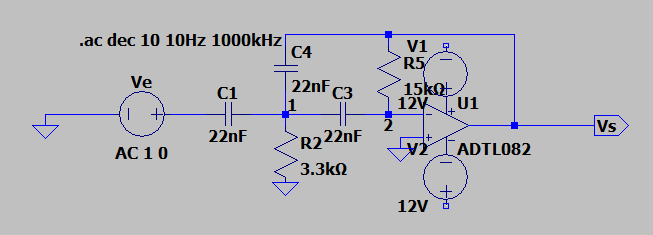 .ac dec 10 10Hz 1000kHz
C4
V1
R5
Ve
22nF
15kΩ
C1
C3
12V
U1
1
2
Vs
22nF
R2
22nF
V2
ADTL082
AC 1 0
3.3kΩ
12V